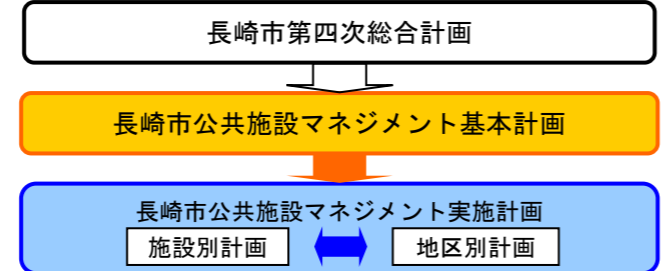 長崎市第四次総合計画
長崎市公共施設マネジメント基本計画
長崎市公共施設マネジメント実施計画
施設別計画
地区別計画